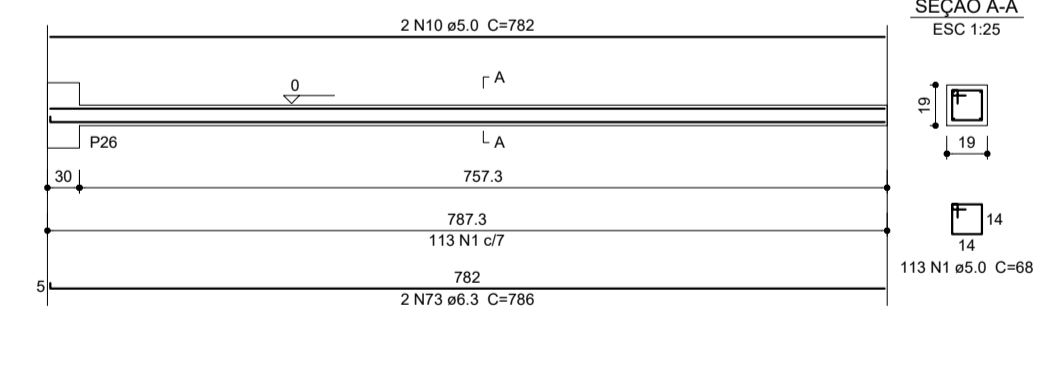 SEÇÃO A-A
ESC 1:25
2 N10 ø5.0 C=782
A
0
19
19
P26
A
30
757.3
787.3
113 N1 c/7
14
14
113 N1 ø5.0 C=68
782
5
2 N73 ø6.3 C=786